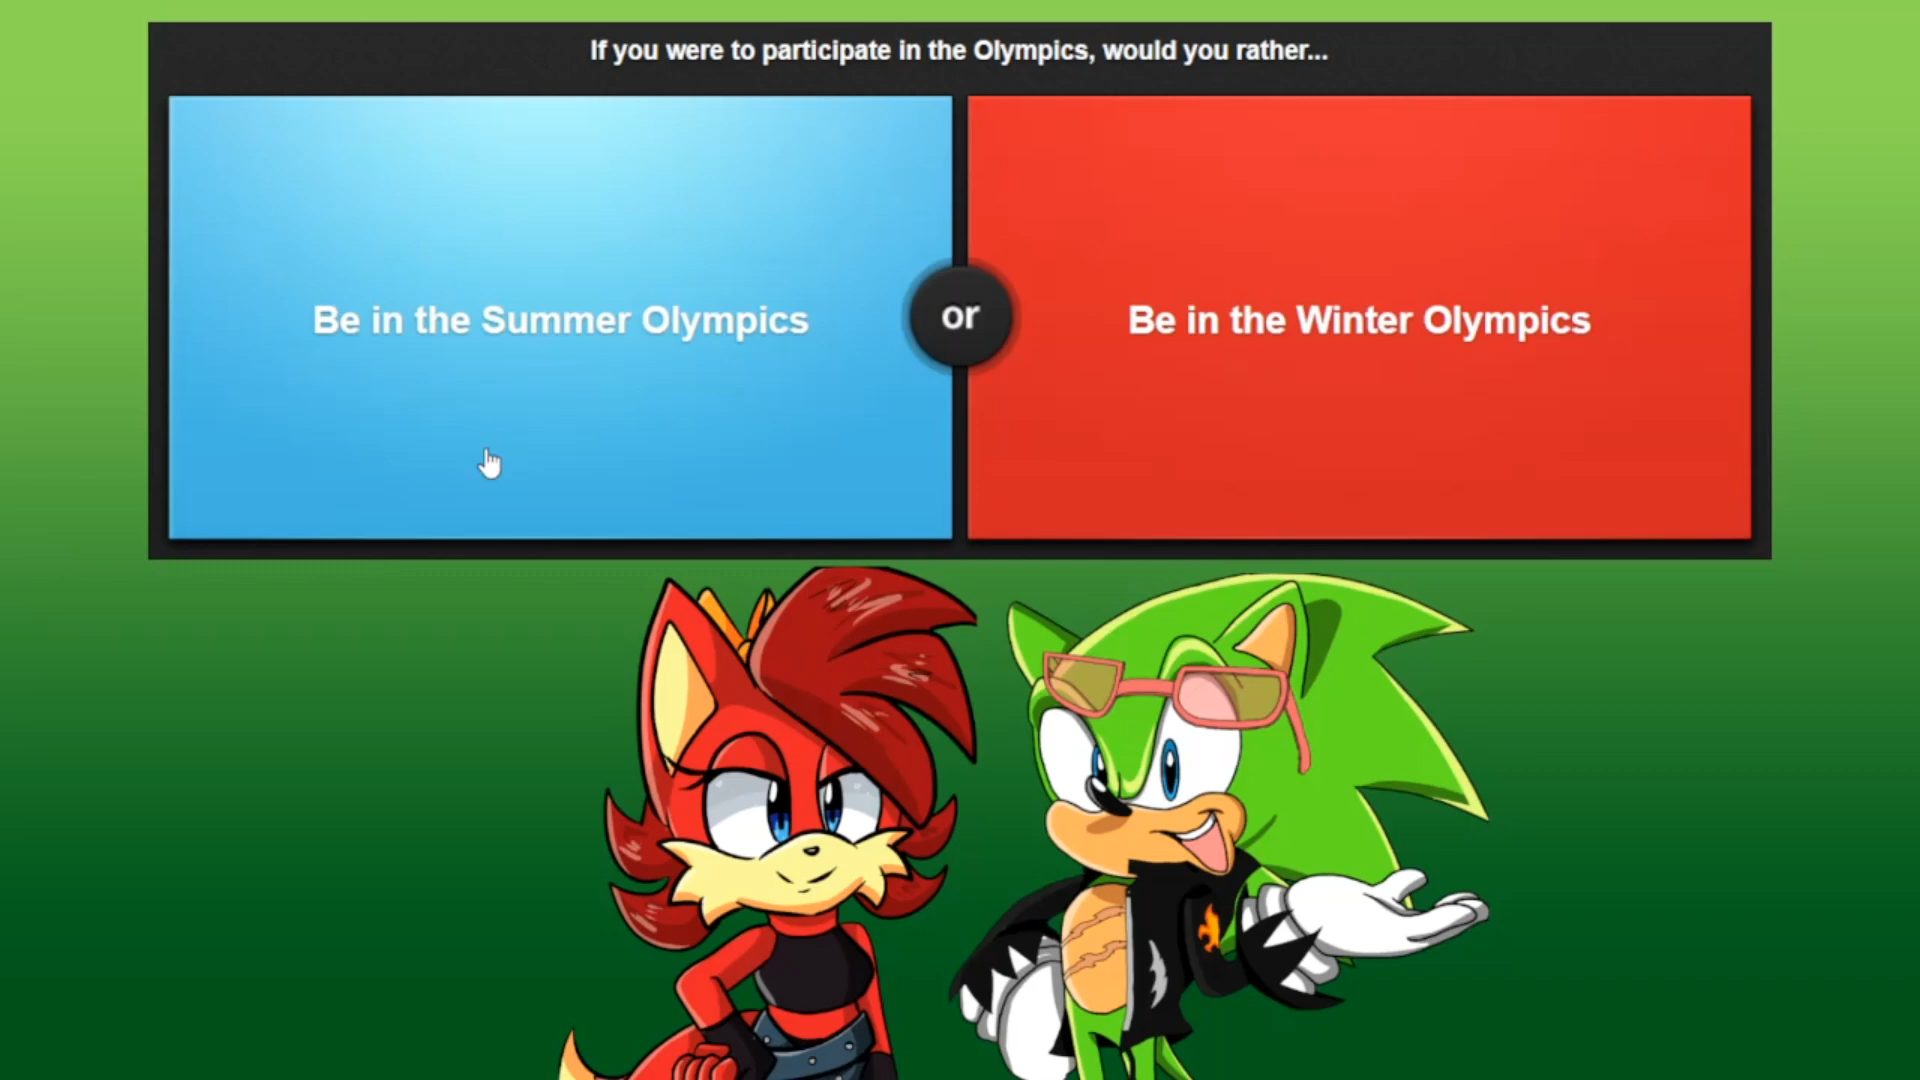 If you were to participate in the Olympics, would you rather...
Be in the Summer Olympics
or
Be in the Winter Olympics